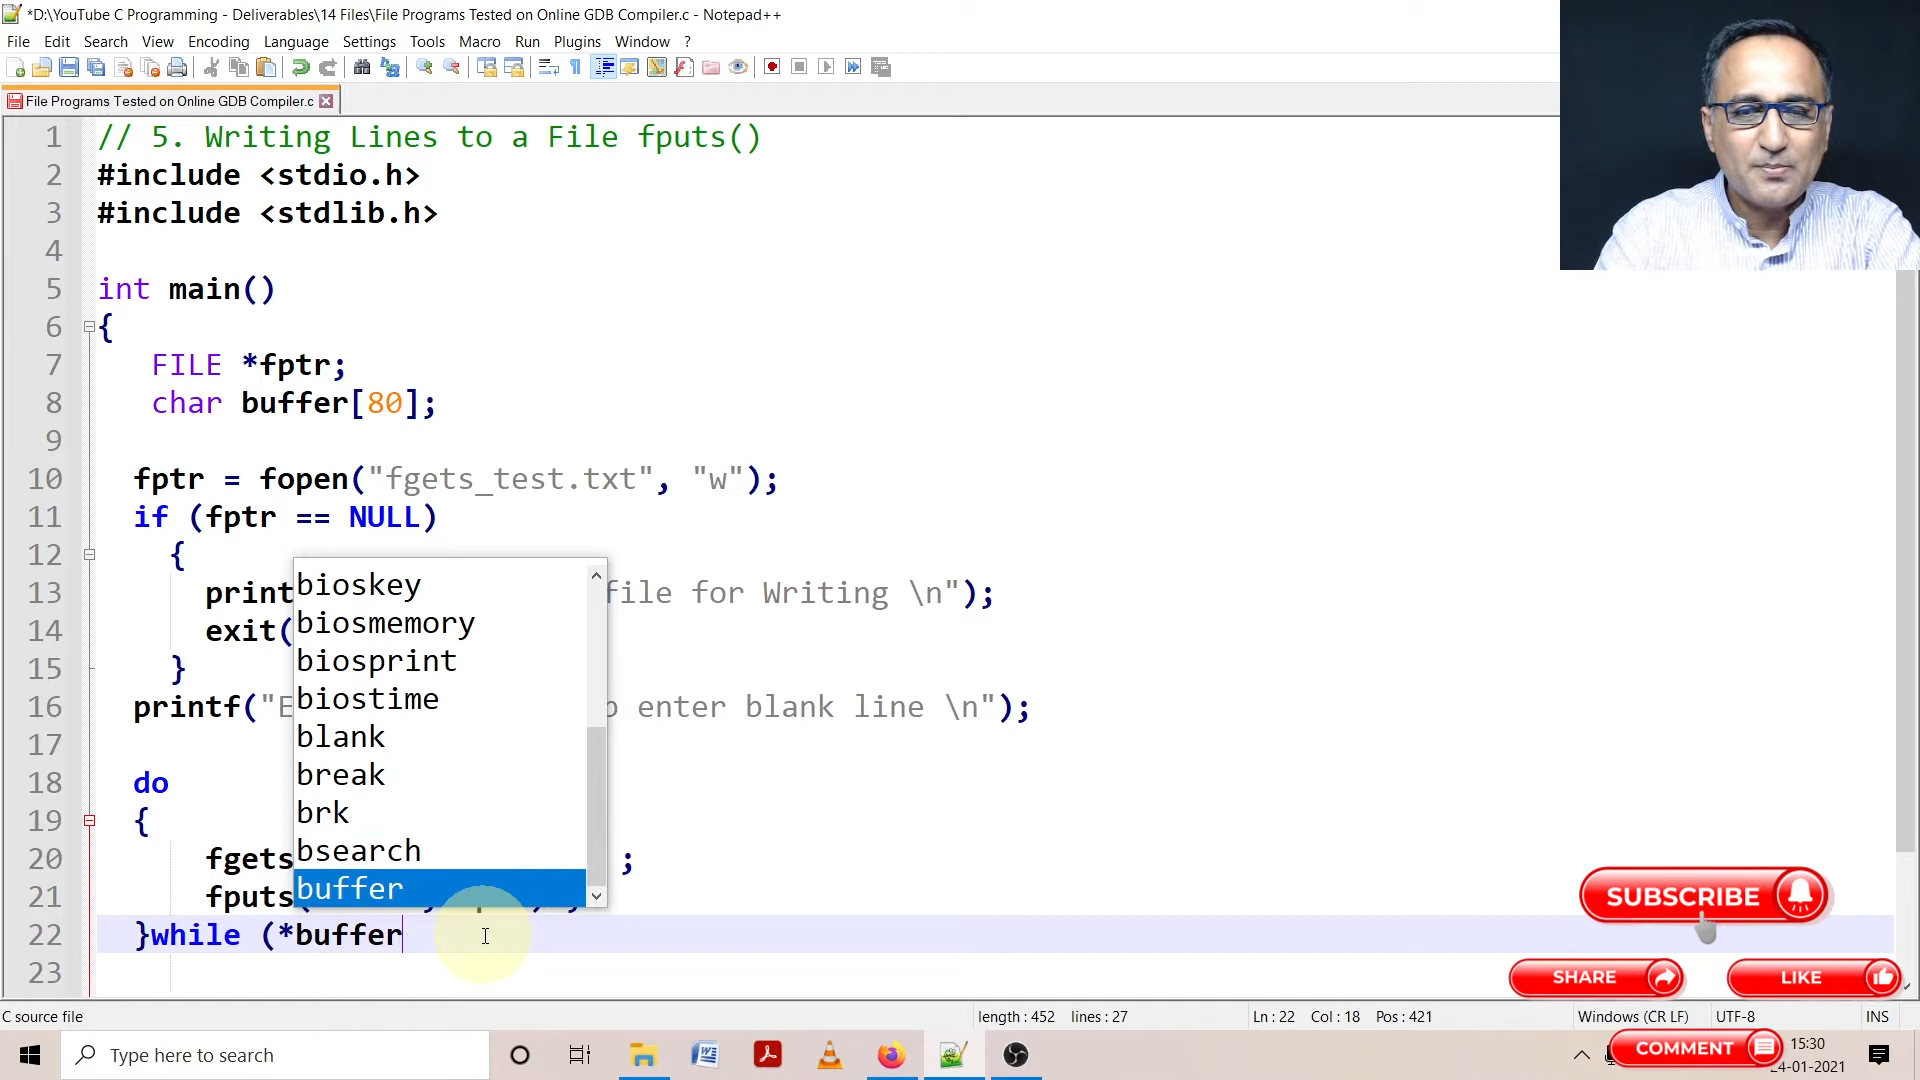 *D:\YouTube C Programming - Deliverables\14 Files\File Programs Tested on Online GDB Compiler.c - Notepad++
File Edit Search View Encoding Language Settings Tools Macro Run Plugins Window ?
File Programs Tested on Online GDB Compiler.c
1 // 5. Writing Lines to a File fputs()
2 #include <stdio.h>
3 #include <stdlib.h>
4
5 int main()
6 {
7 FILE *fptr;
8 char buffer[80];
9
10 fptr = fopen("fgets_test.txt", "w");
11 if (fptr == NULL)
12 {
bioskey
13 print file for Writing \n");
biosmemory
14 exit(
biosprint
15 }
biostime
16 printf("E enter blank line \n");
blank
17
break
18 do
brk
19 {
bsearch
20 fgets ;
buffer
21 fputs
22 }while (*buffer
23
SUBSCRIBE
SHARE
LIKE
C source file length : 452 lines : 27 Ln : 22 Col : 18 Pos : 421 Windows (CR LF) UTF-8 INS
Type here to search
COMMENT
15:30
24-01-2021